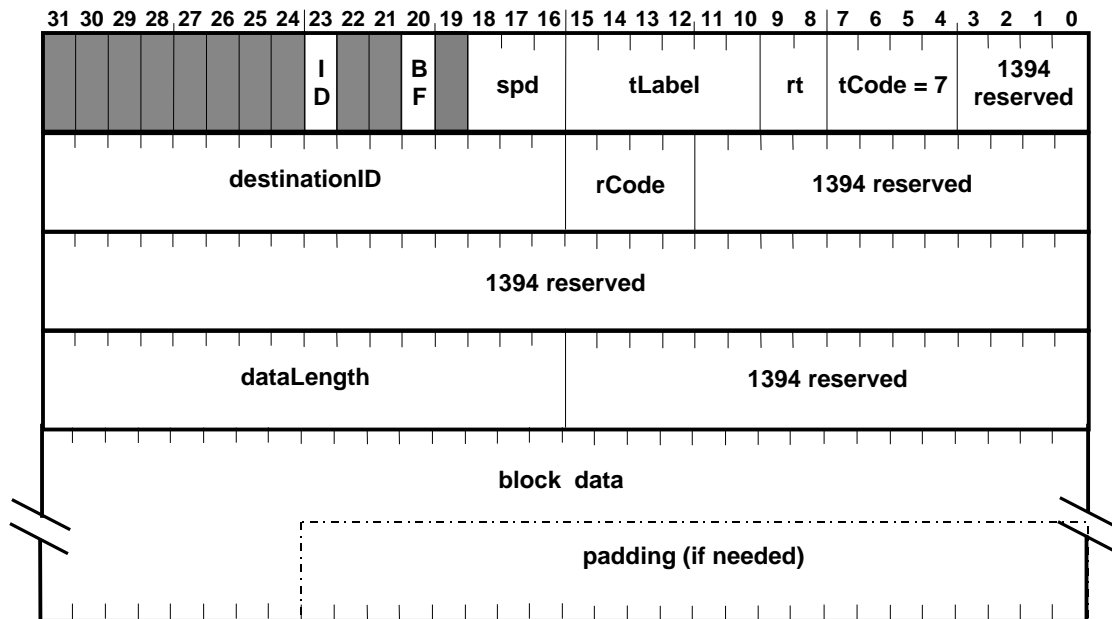 31 30 29 28 27 26 25 24 23 22 21 20 19 18 17 16 15 14 13 12 11 10 9 8 7 6 5 4 3 2 1 0
I D
B F
spd
tLabel
rt
tCode = 7
1394
reserved
destinationID
rCode
1394 reserved
1394 reserved
dataLength
1394 reserved
block data
padding (if needed)